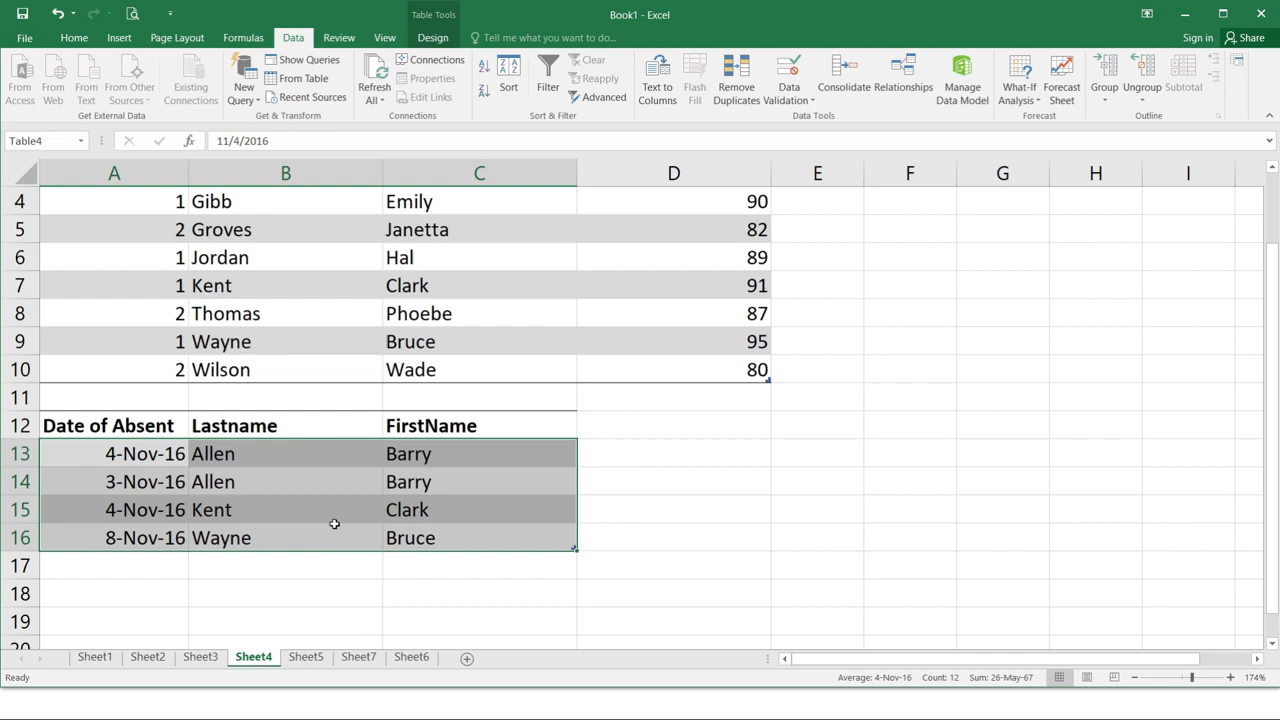 Table Tools
Book1 - Excel
File Home Insert Page Layout Formulas Data Review View Design Tell me what you want to do... Sign in Share
From Access
From Web
From Text
From Other Sources
Existing Connections
Get External Data
New Query
Show Queries
From Table
Recent Sources
Get & Transform
Refresh All
Connections
Properties
Edit Links
Connections
Sort
Filter
Clear
Reapply
Advanced
Sort & Filter
Text to Columns
Flash Fill
Remove Duplicates
Data Validation
Consolidate
Relationships
Manage Data Model
Data Tools
What-If Analysis
Forecast Sheet
Forecast
Group
Ungroup
Subtotal
Outline
Table4 fx 11/4/2016
A B C D E F G H I
4 1 Gibb Emily 90
5 2 Groves Janetta 82
6 1 Jordan Hal 89
7 1 Kent Clark 91
8 2 Thomas Phoebe 87
9 1 Wayne Bruce 95
10 2 Wilson Wade 80
11
12 Date of Absent Lastname FirstName
13 4-Nov-16 Allen Barry
14 3-Nov-16 Allen Barry
15 4-Nov-16 Kent Clark
16 8-Nov-16 Wayne Bruce
17
18
19
20
Sheet1 Sheet2 Sheet3 Sheet4 Sheet5 Sheet7 Sheet6
Ready Average: 4-Nov-16 Count: 12 Sum: 26-May-67 174%